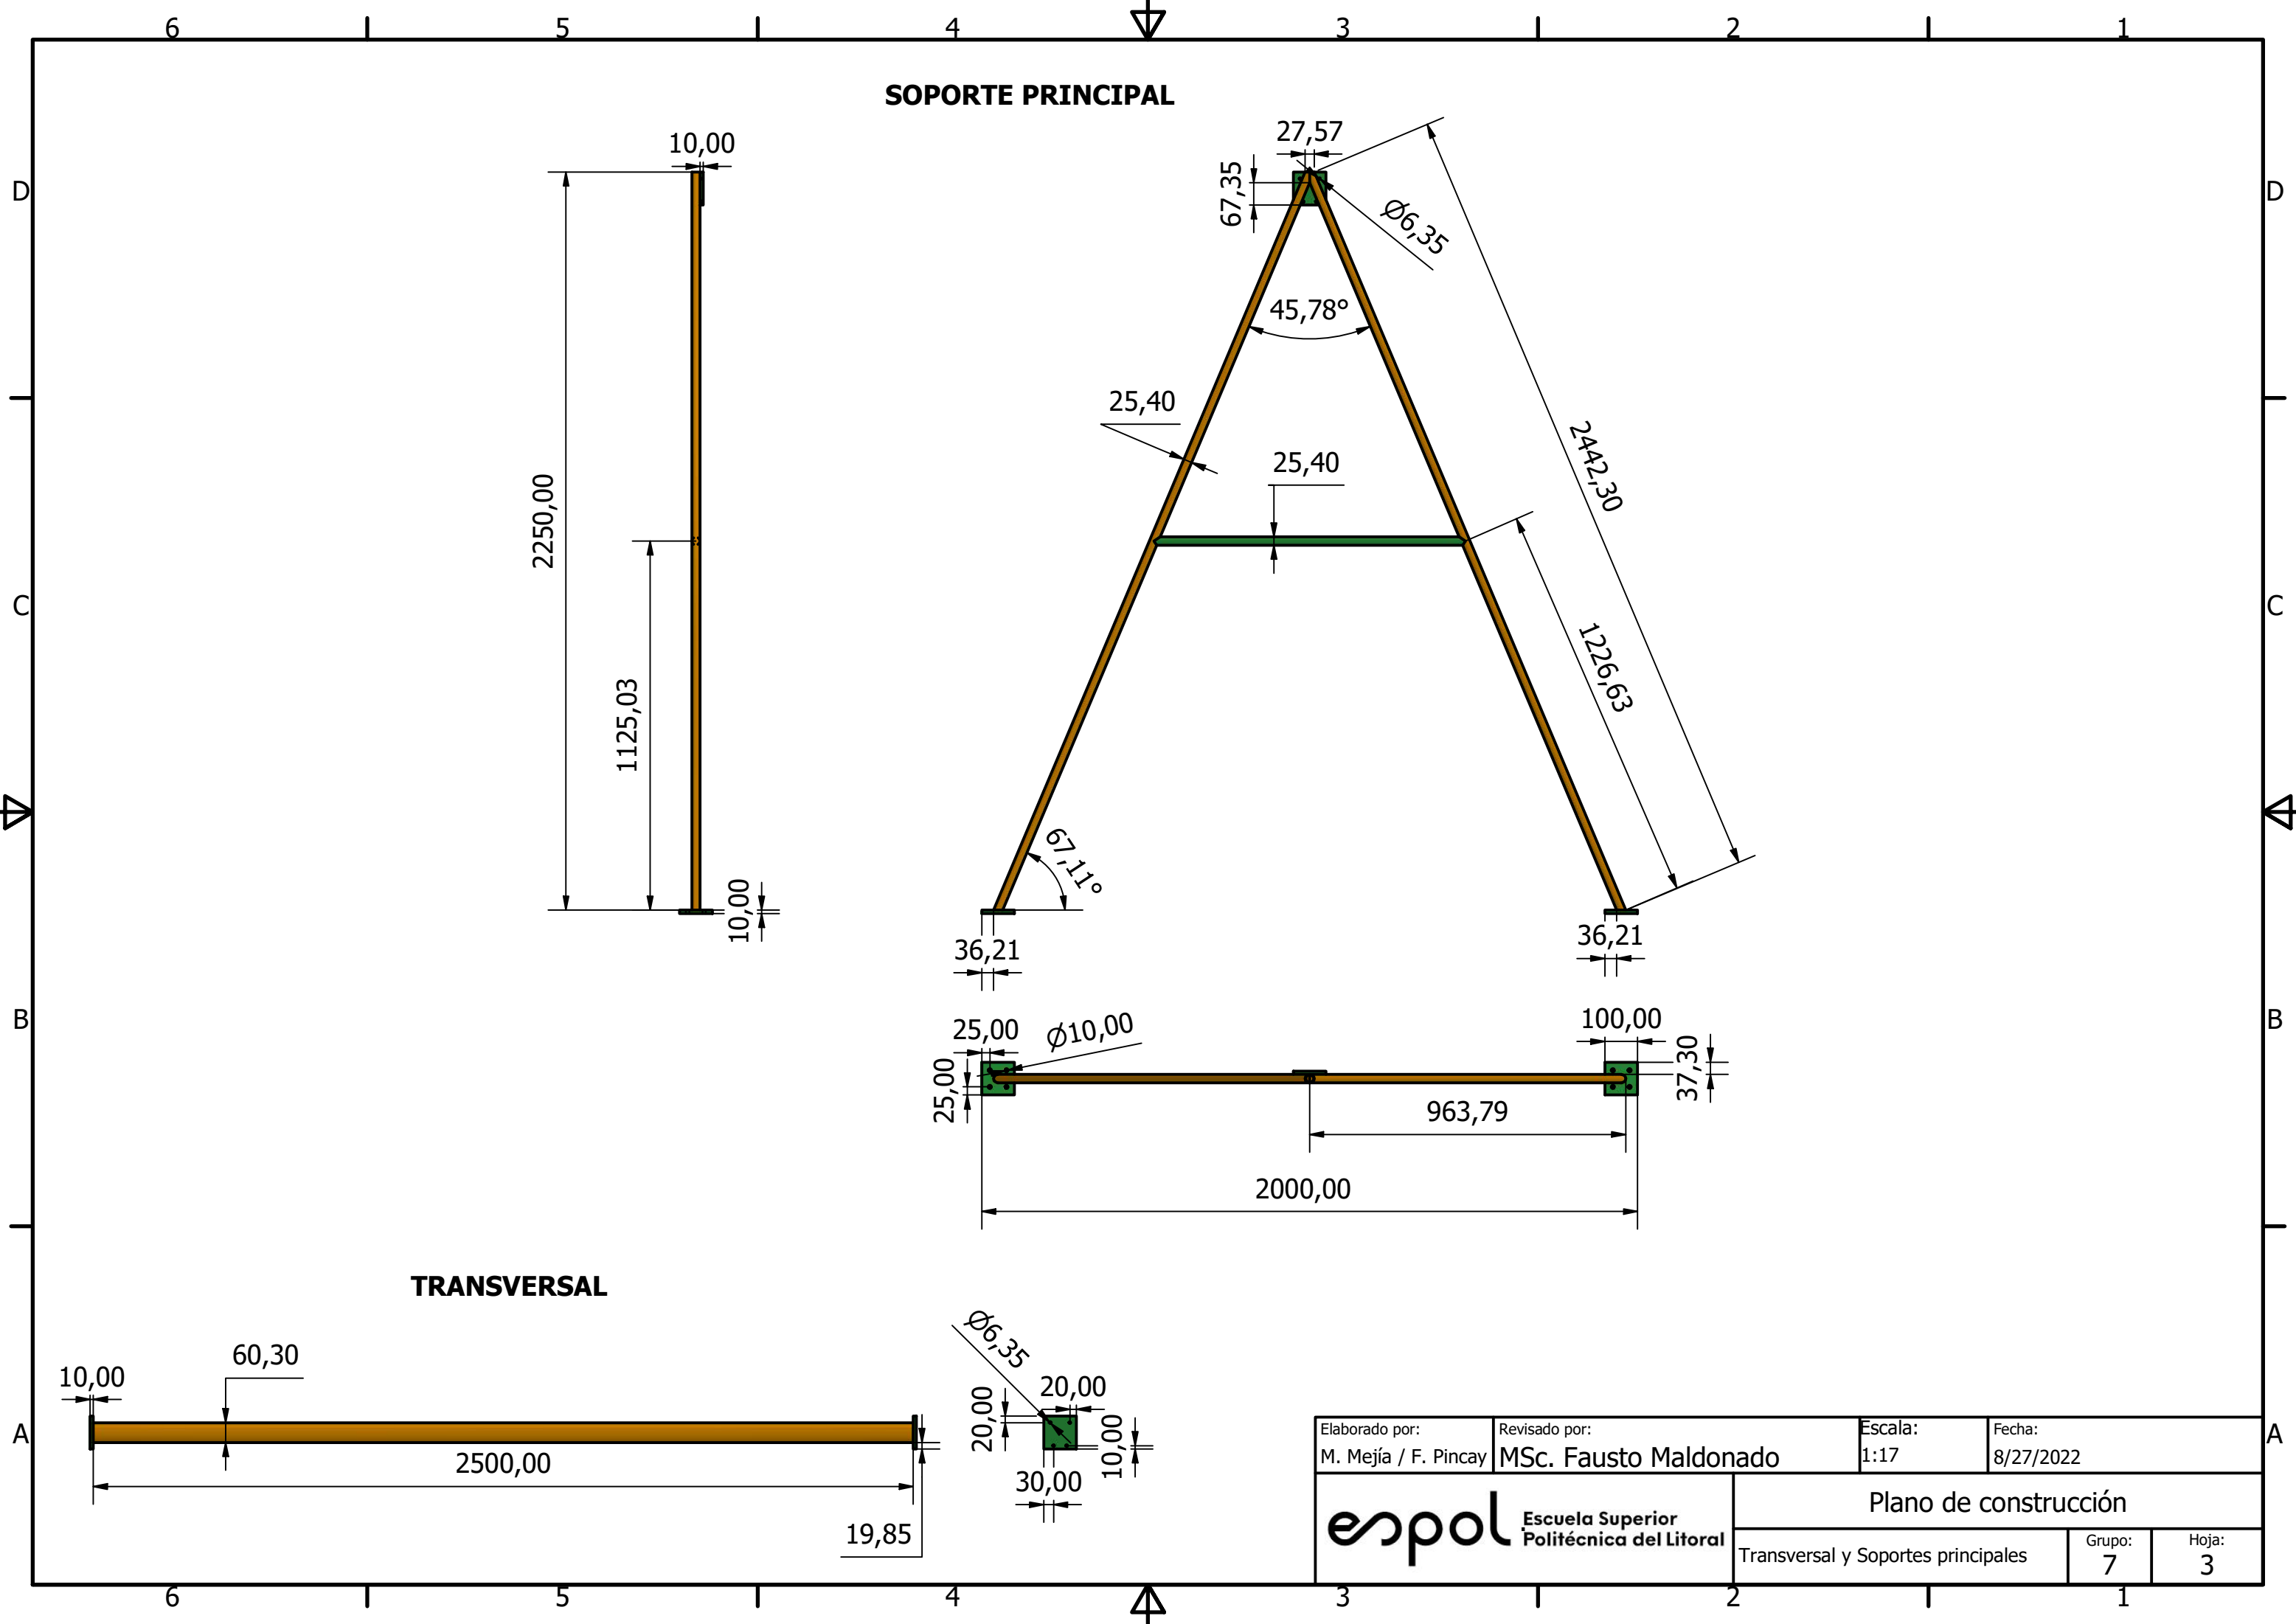 6 5 4 3 2 1
SOPORTE PRINCIPAL
D
D
10,00
2250,00
1125,03
10,00
27,57
67,35
Ø6,35
45,78°
25,40
25,40
2442,30
1226,63
67,11°
36,21
36,21
C
C
B
B
25,00
Ø10,00
25,00
100,00
37,30
963,79
2000,00
TRANSVERSAL
A
A
10,00
60,30
2500,00
19,85
Ø6,35
20,00
20,00
10,00
30,00
Elaborado por:
M. Mejía / F. Pincay
Revisado por:
MSc. Fausto Maldonado
Escala:
1:17
Fecha:
8/27/2022
espol
Escuela Superior
Politécnica del Litoral
Plano de construcción
Transversal y Soportes principales
Grupo:
7
Hoja:
3
6 5 4 3 2 1